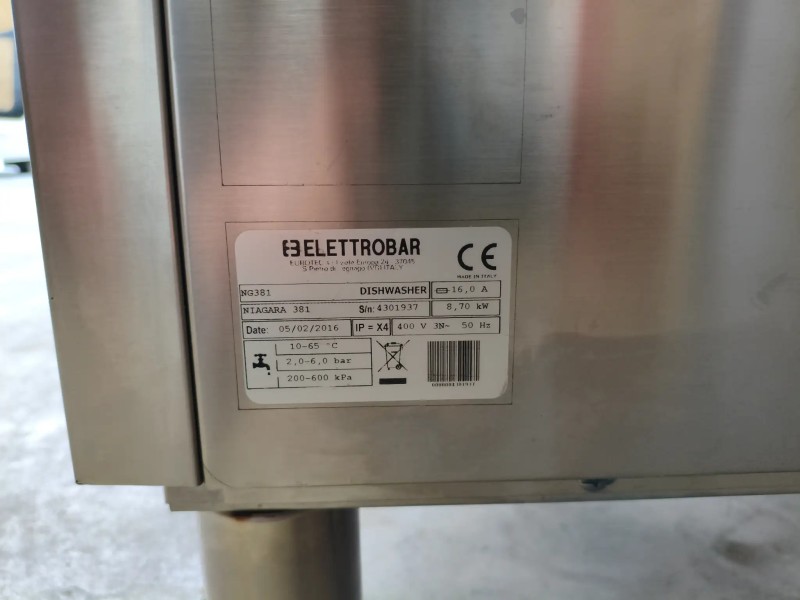 ELETTROBAR
CE
MADE IN ITALY
NG381 DISHWASHER 16,0 A
NIAGARA 381 S/n: 4301937 8,70 kW
Date: 05/02/2016 IP = X4 400 V 3N~ 50 Hz
10-65 °C
2,0-6,0 bar
200-600 kPa